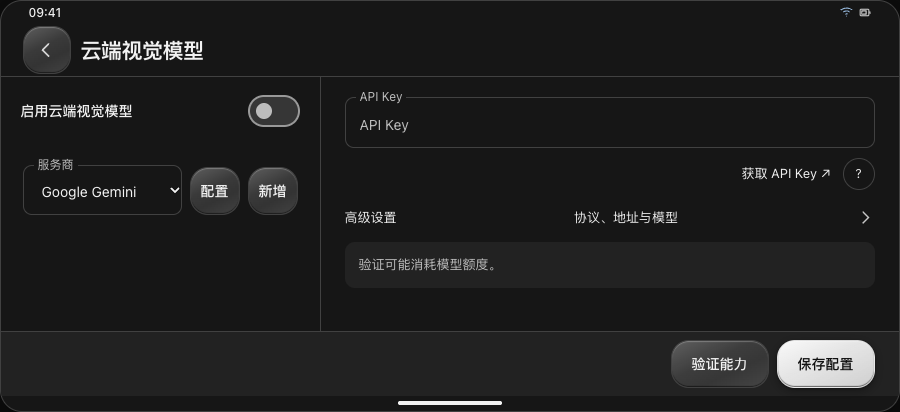 09:41
云端视觉模型
启用云端视觉模型
服务商
Google Gemini
配置
新增
API Key
API Key
获取 API Key ↗
?
高级设置
协议、地址与模型
验证可能消耗模型额度。
验证能力
保存配置